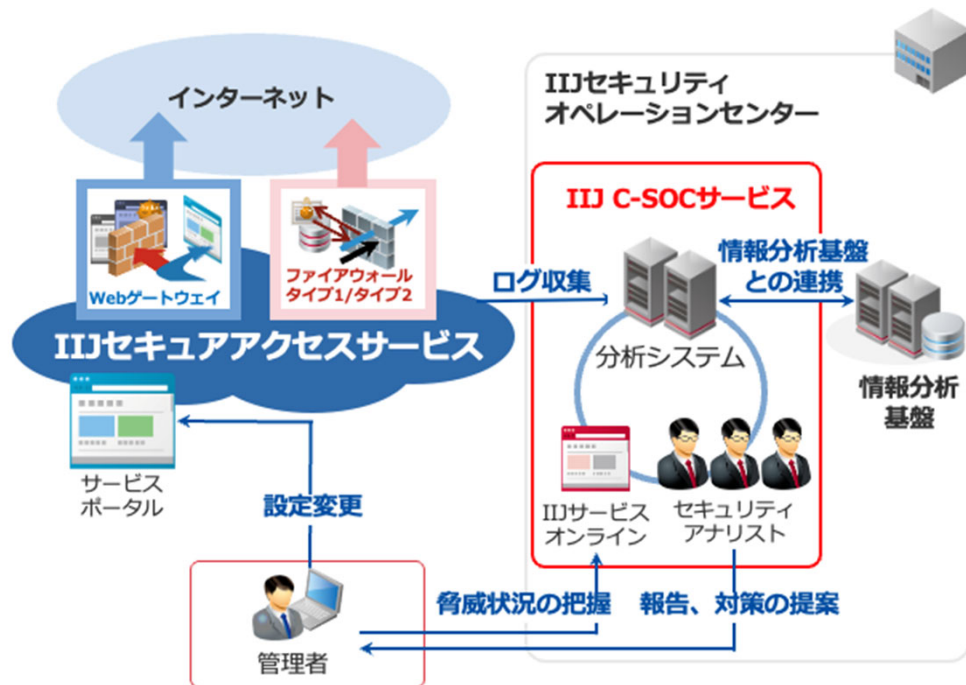 インターネット
IIJセキュリティ
オペレーションセンター
IIJ C-SOCサービス
Webゲートウェイ
ファイアウォール
タイプ1/タイプ2
ログ収集
情報分析基盤
との連携
IIJセキュアアクセスサービス
分析システム
情報分析
基盤
サービス
ポータル
設定変更
IIJサービス
オンライン
セキュリティ
アナリスト
脅威状況の把握
報告、対策の提案
管理者